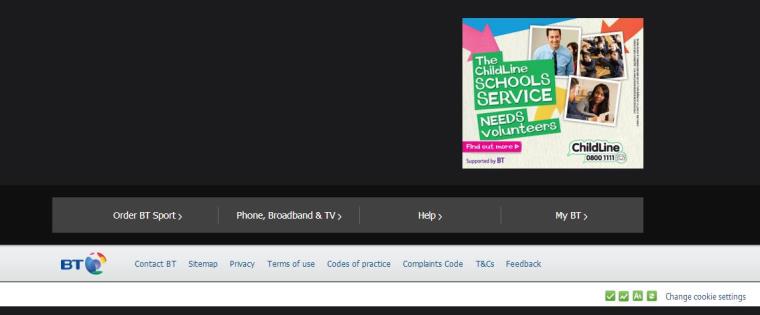 The
ChildLine
SCHOOLS
SERVICE
NEEDS
volunteers
Find out more
Supported by BT
ChildLine
0800 1111
Order BT Sport
Phone, Broadband & TV
Help
My BT
BT
Contact BT Sitemap Privacy Terms of use Codes of practice Complaints Code T&Cs Feedback
Change cookie settings